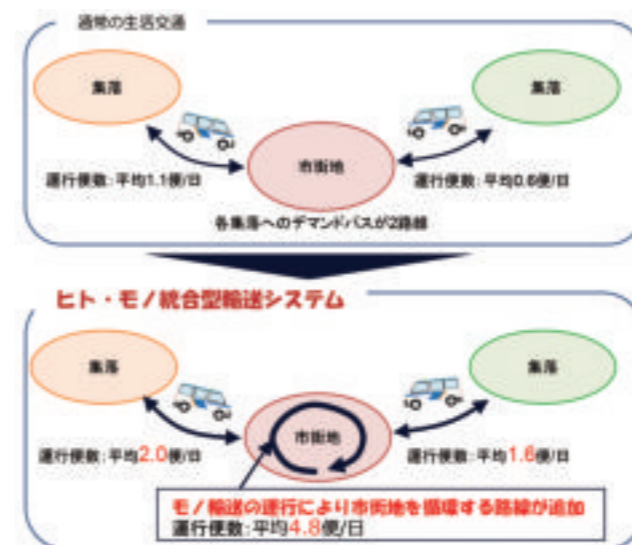 通常の生活交通
集落
集落
市街地
運行便数:平均1.1便/日
運行便数:平均0.6便/日
各集落へのデマンドバスが2路線
ヒト・モノ統合型輸送システム
集落
集落
市街地
運行便数:平均2.0便/日
運行便数:平均1.6便/日
モノ輸送の運行により市街地を循環する路線が追加
運行便数:平均4.8便/日